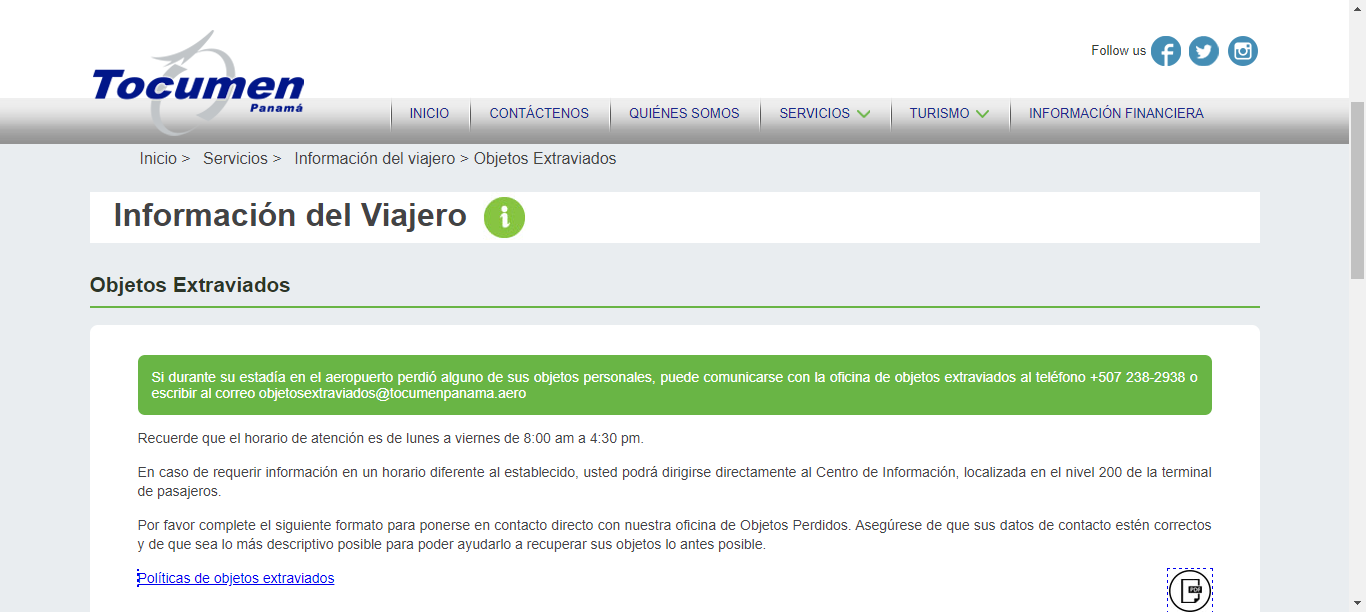 Follow us
Tocumen
Panamá
INICIO
CONTÁCTENOS
QUIÉNES SOMOS
SERVICIOS
TURISMO
INFORMACIÓN FINANCIERA
Inicio > Servicios > Información del viajero > Objetos Extraviados
Información del Viajero
Objetos Extraviados
Si durante su estadía en el aeropuerto perdió alguno de sus objetos personales, puede comunicarse con la oficina de objetos extraviados al teléfono +507 238-2938 o
escribir al correo objetosextraviados@tocumenpanama.aero
Recuerde que el horario de atención es de lunes a viernes de 8:00 am a 4:30 pm.
En caso de requerir información en un horario diferente al establecido, usted podrá dirigirse directamente al Centro de Información, localizada en el nivel 200 de la terminal
de pasajeros.
Por favor complete el siguiente formato para ponerse en contacto directo con nuestra oficina de Objetos Perdidos. Asegúrese de que sus datos de contacto estén correctos
y de que sea lo más descriptivo posible para poder ayudarlo a recuperar sus objetos lo antes posible.
Políticas de objetos extraviados
PDF